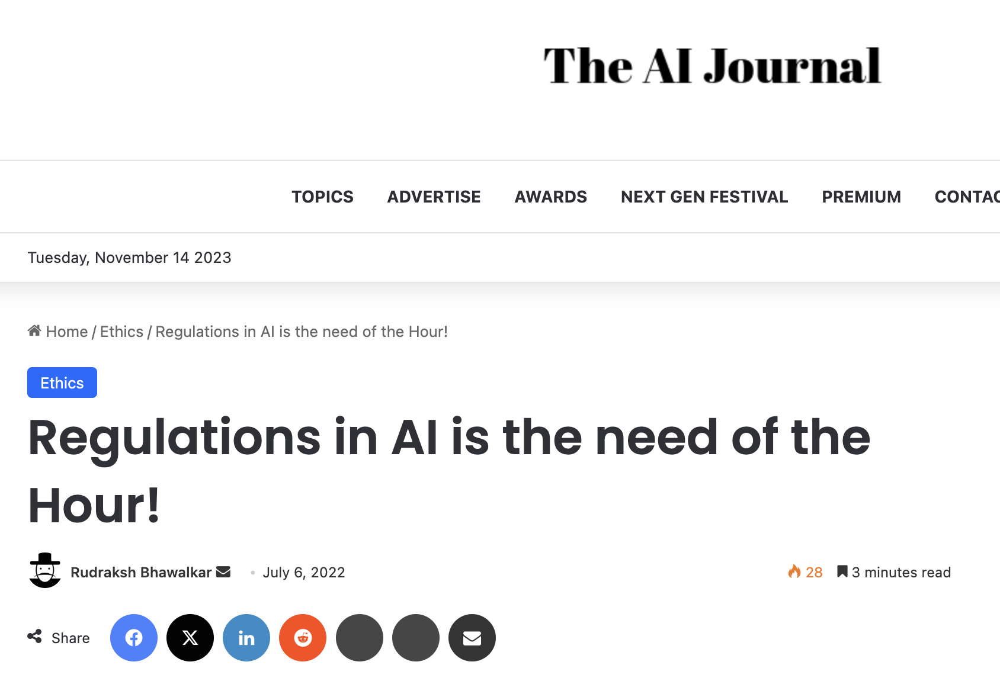 The AI Journal
TOPICS ADVERTISE AWARDS NEXT GEN FESTIVAL PREMIUM CONTAC
Tuesday, November 14 2023
Home / Ethics / Regulations in AI is the need of the Hour!
Ethics
Regulations in AI is the need of the
Hour!
Rudraksh Bhawalkar • July 6, 2022 28 3 minutes read
Share